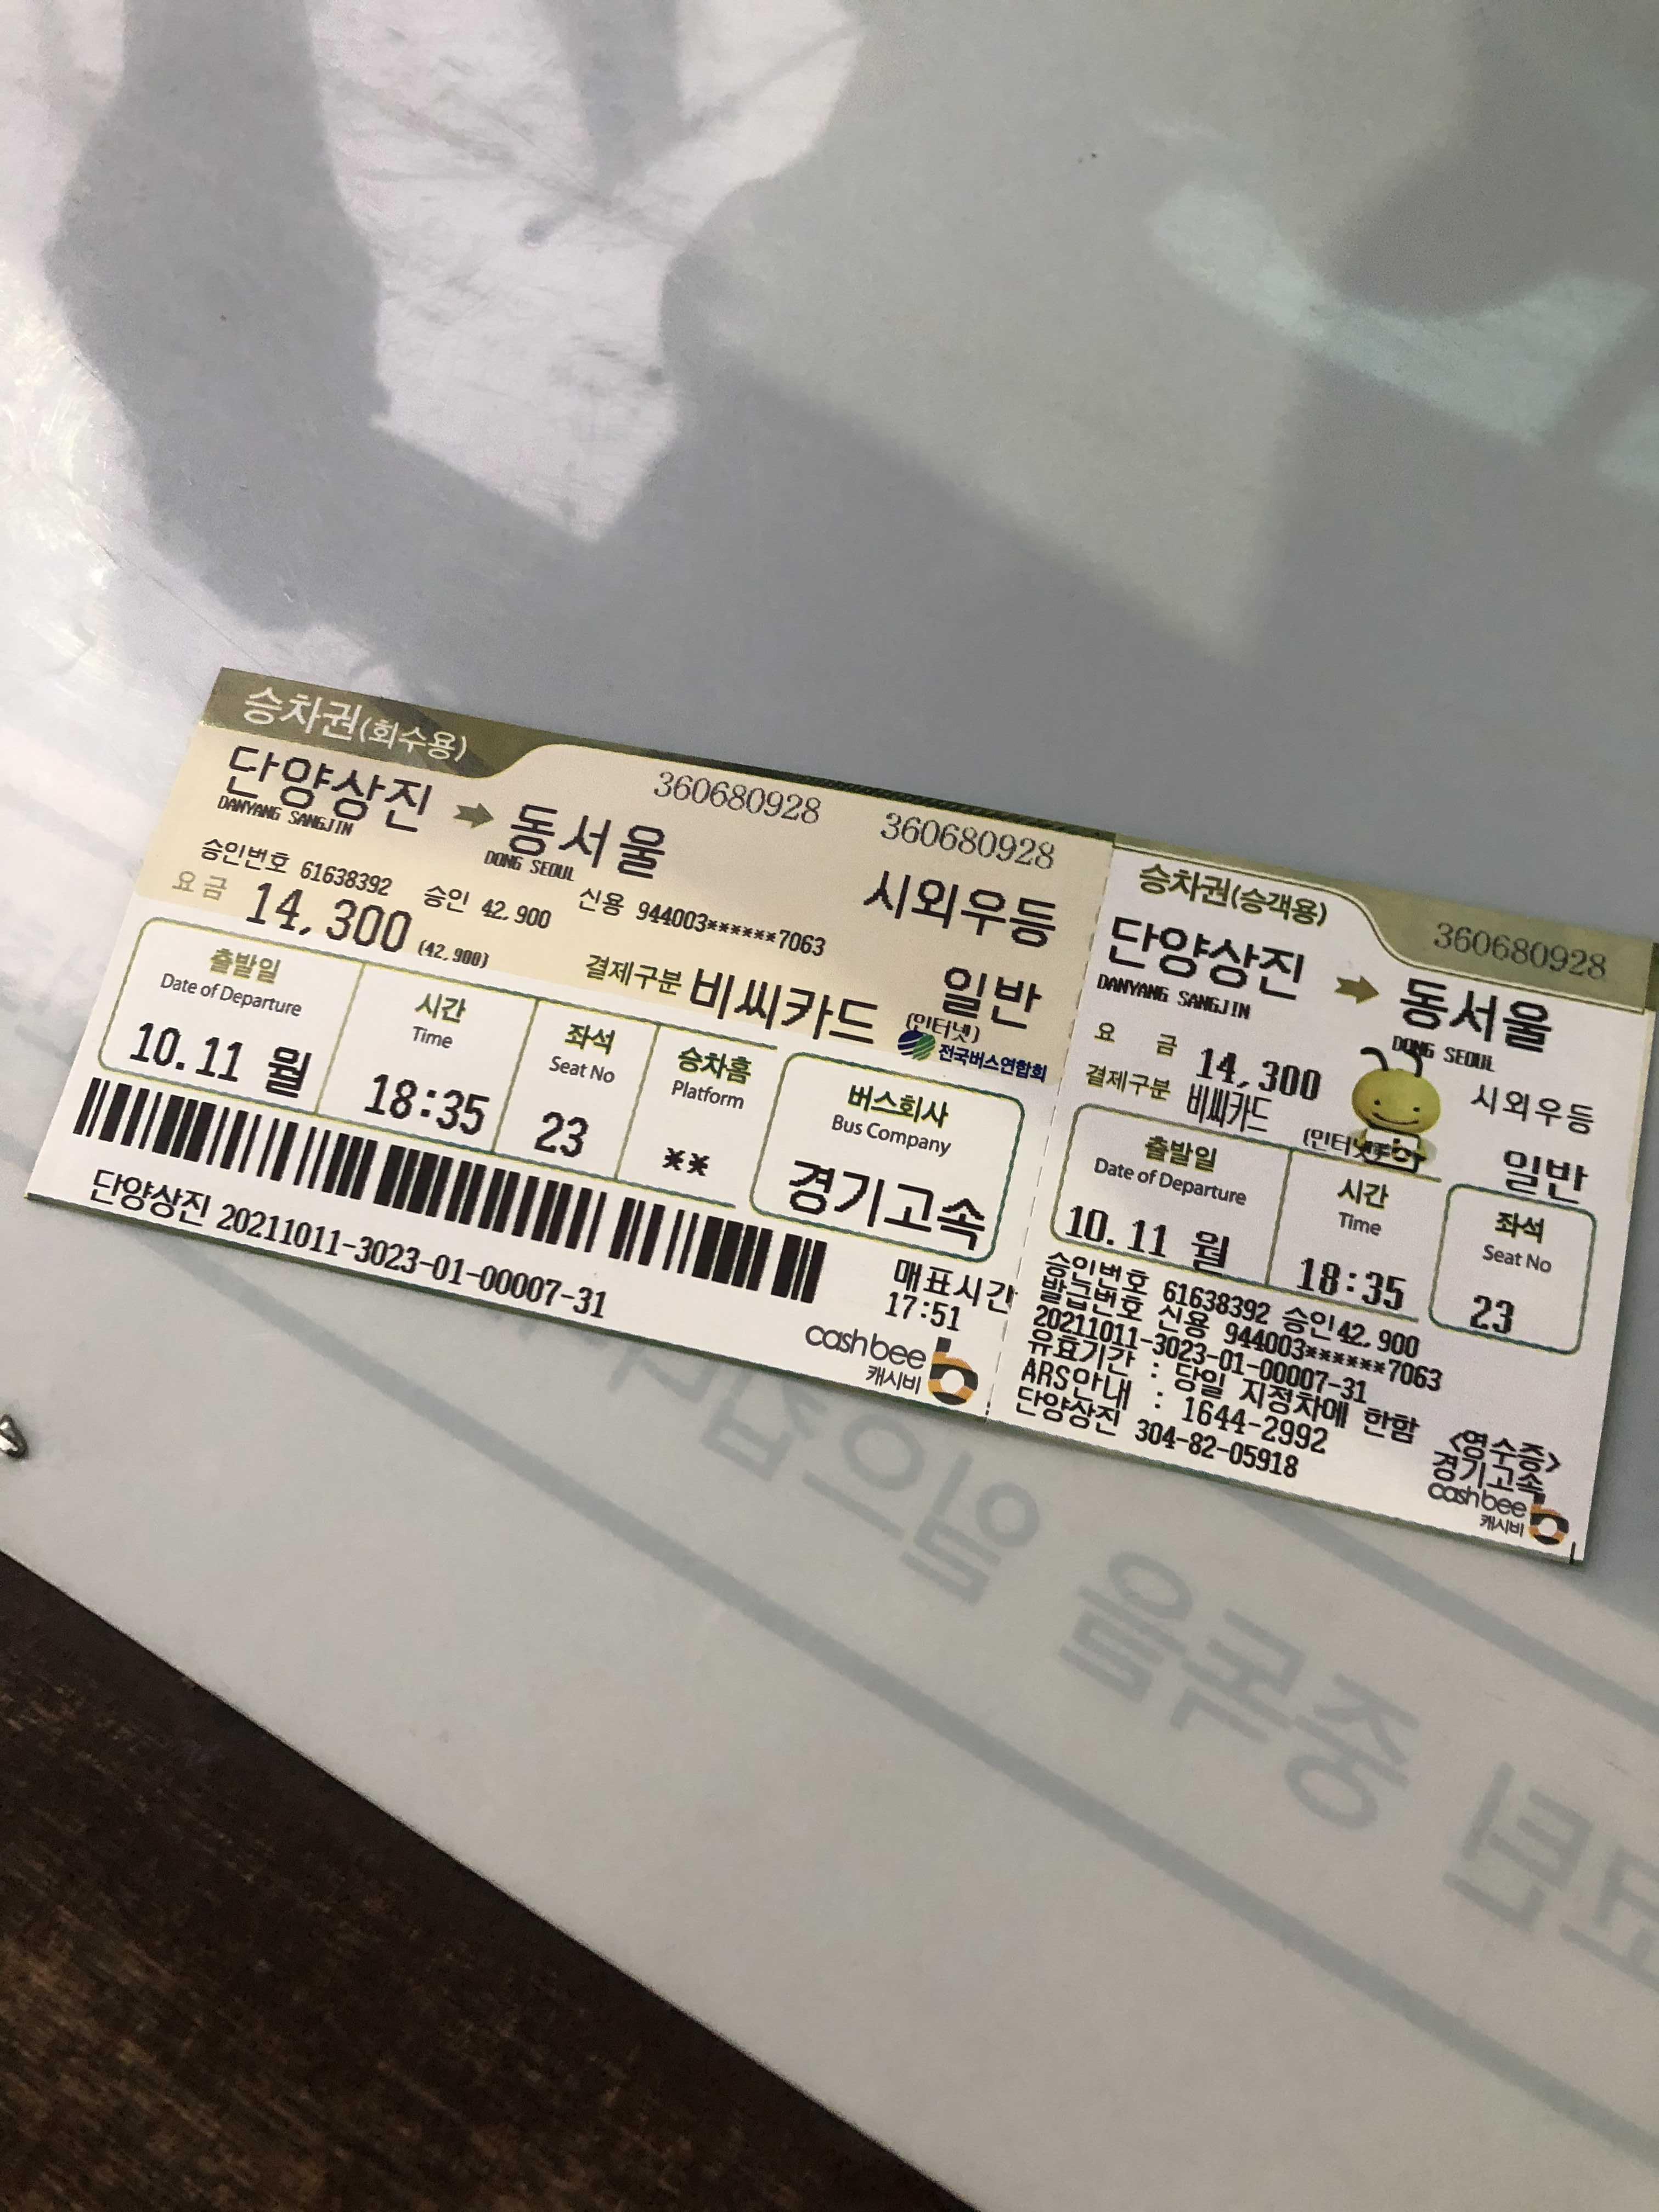 승차권(회수용)
360680928
360680928
단양상진 동서울
DANYANG SANGJIN
DONG SEOUL
시외우등
승인번호 61638392 승인 42.900 신용 944003******7063
요금 14,300 (42.900)
결제구분 비씨카드
일반
(인터넷)
전국버스연합회
출발일 시간 좌석 승차홈 버스회사
Date of Departure Time Seat No Platform Bus Company
10.11 월 18:35 23 ** 경기고속
단양상진 20211011-3023-01-00007-31
매표시간
17:51
cashbee
캐시비
승차권(승객용)
360680928
단양상진 동서울
DANYANG SANGJIN
DONG SEOUL
요 금 14,300
시외우등
결제구분 비씨카드
(인터넷
일반
출발일 시간 좌석
Date of Departure Time Seat No
10.11 월 18:35 23
승인번호 61638392 승인42.900
발급번호 신용 944003******7063
20211011-3023-01-00007-31
유효기간 : 당일 지정차에 한함
ARS안내 : 1644-2992
단양상진 304-82-05918
<영수증>
경기고속
cashbee
캐시비